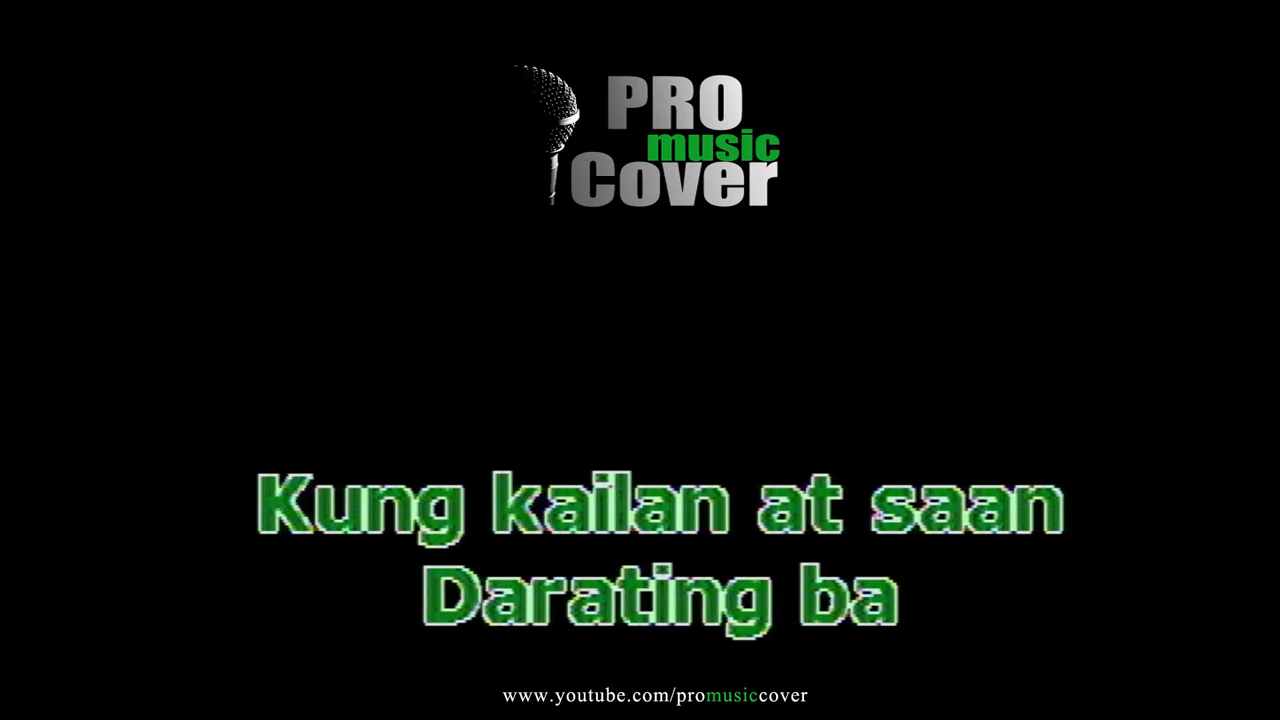 PRO
music
Cover
Kung kailan at saan
Darating ba
www.youtube.com/promusiccover